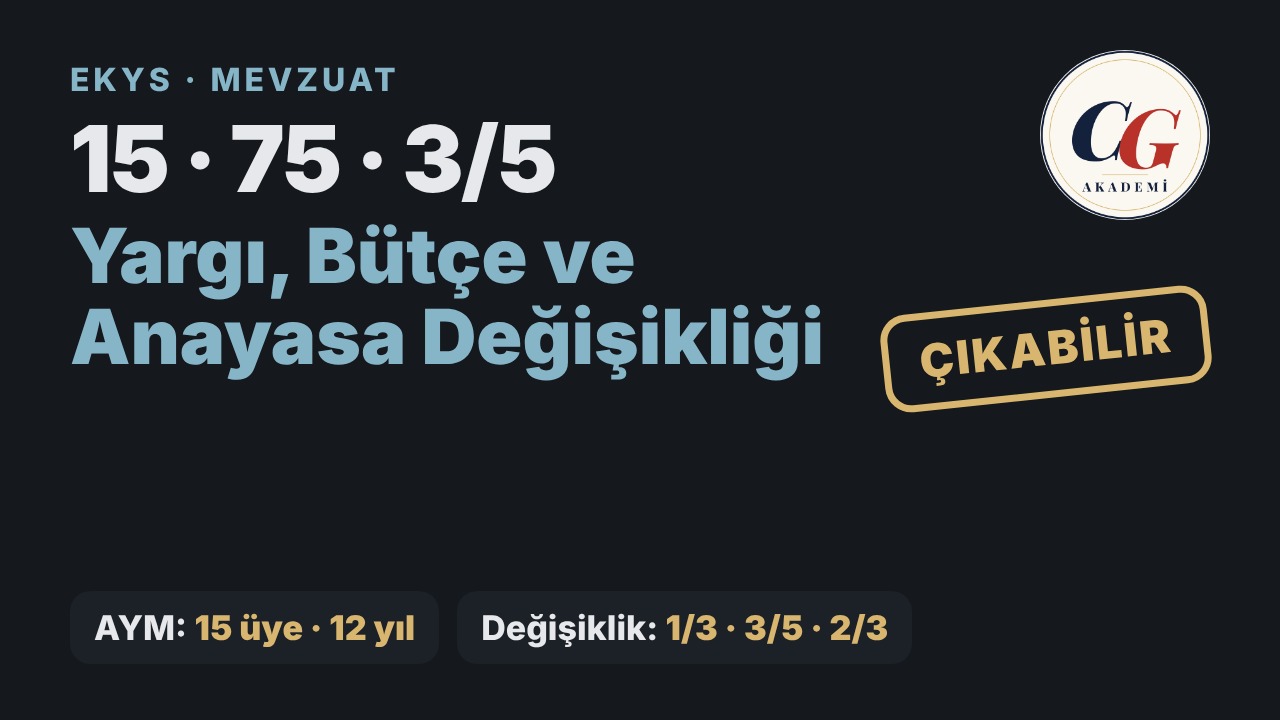 EKYS · MEVZUAT
15 · 75 · 3/5
Yargı, Bütçe ve
Anayasa Değişikliği
CG
AKADEMİ
ÇIKABİLİR
AYM: 15 üye · 12 yıl
Değişiklik: 1/3 · 3/5 · 2/3